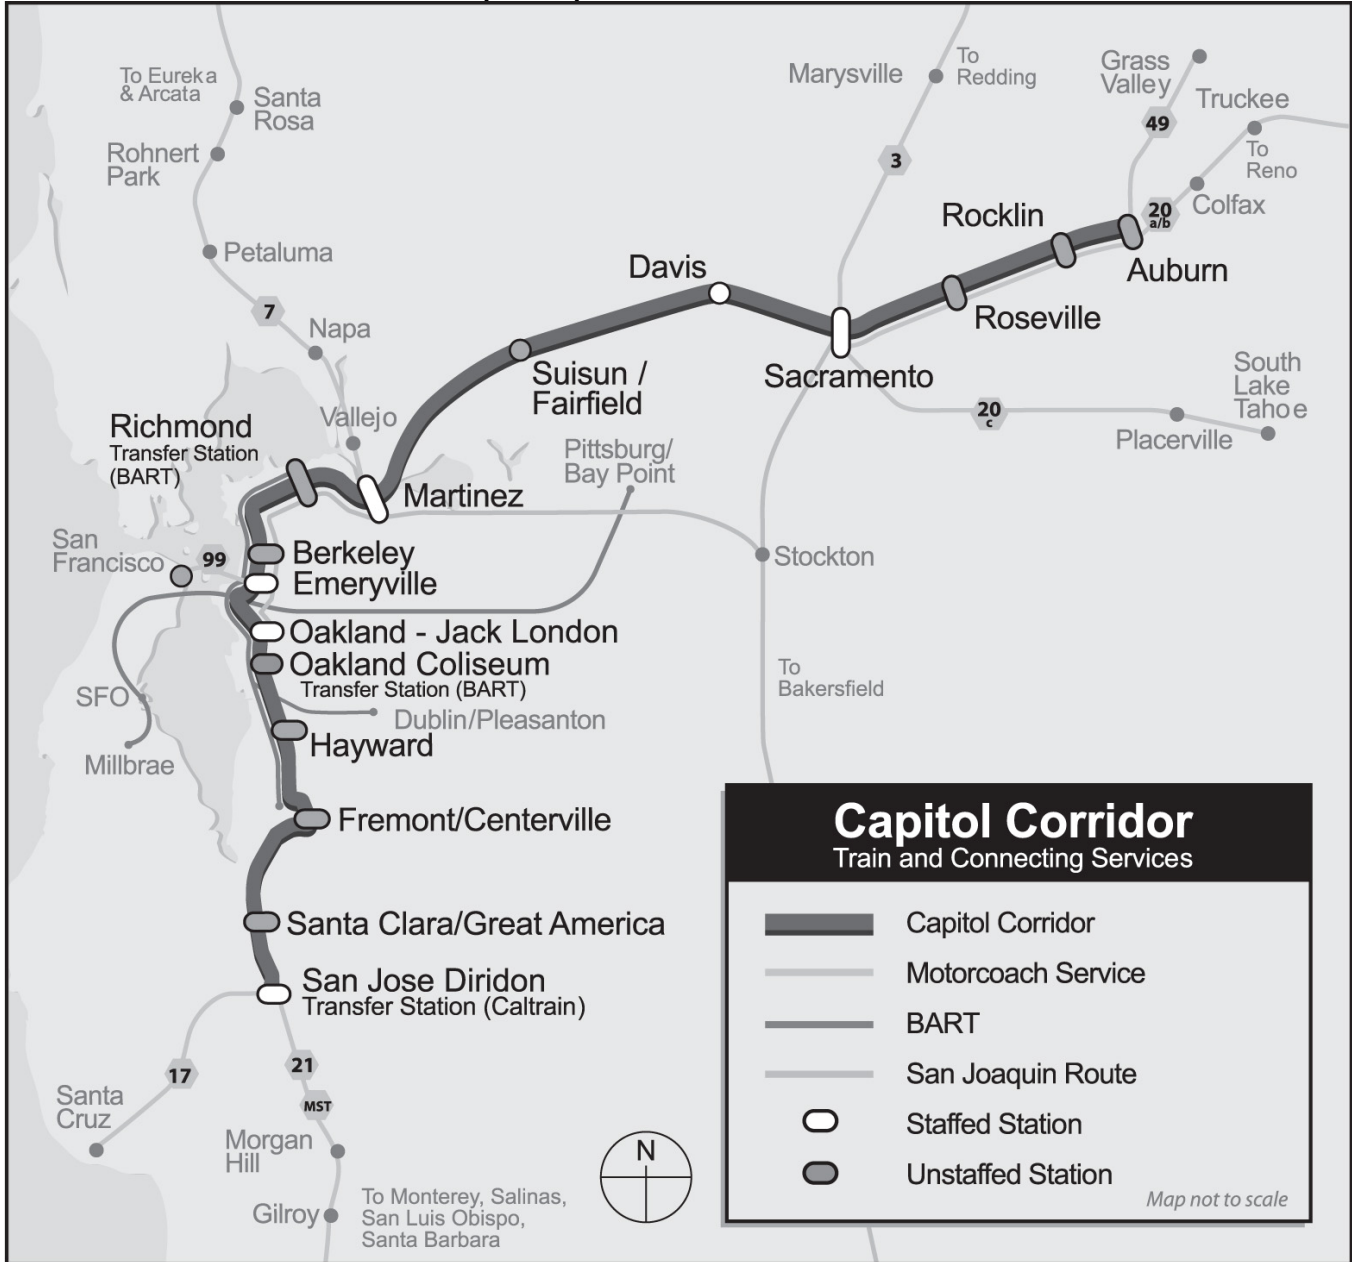 To Eureka
& Arcata
Santa
Rosa
Rohnert
Park
Petaluma
7
Napa
Vallejo
Marysville
To
Redding
3
Grass
Valley
49
Truckee
To
Reno
20
a/b
Colfax
Rocklin
Auburn
Roseville
Davis
Sacramento
Suisun /
Fairfield
20
c
Placerville
South
Lake
Tahoe
Richmond
Transfer Station
(BART)
Pittsburg/
Bay Point
Martinez
Stockton
San
Francisco
99
Berkeley
Emeryville
Oakland - Jack London
Oakland Coliseum
Transfer Station (BART)
To
Bakersfield
SFO
Millbrae
Dublin/Pleasanton
Hayward
Fremont/Centerville
Santa Clara/Great America
San Jose Diridon
Transfer Station (Caltrain)
17
21
MST
Santa
Cruz
Morgan
Hill
Gilroy
To Monterey, Salinas,
San Luis Obispo,
Santa Barbara
N
Capitol Corridor
Train and Connecting Services
Capitol Corridor
Motorcoach Service
BART
San Joaquin Route
Staffed Station
Unstaffed Station
Map not to scale